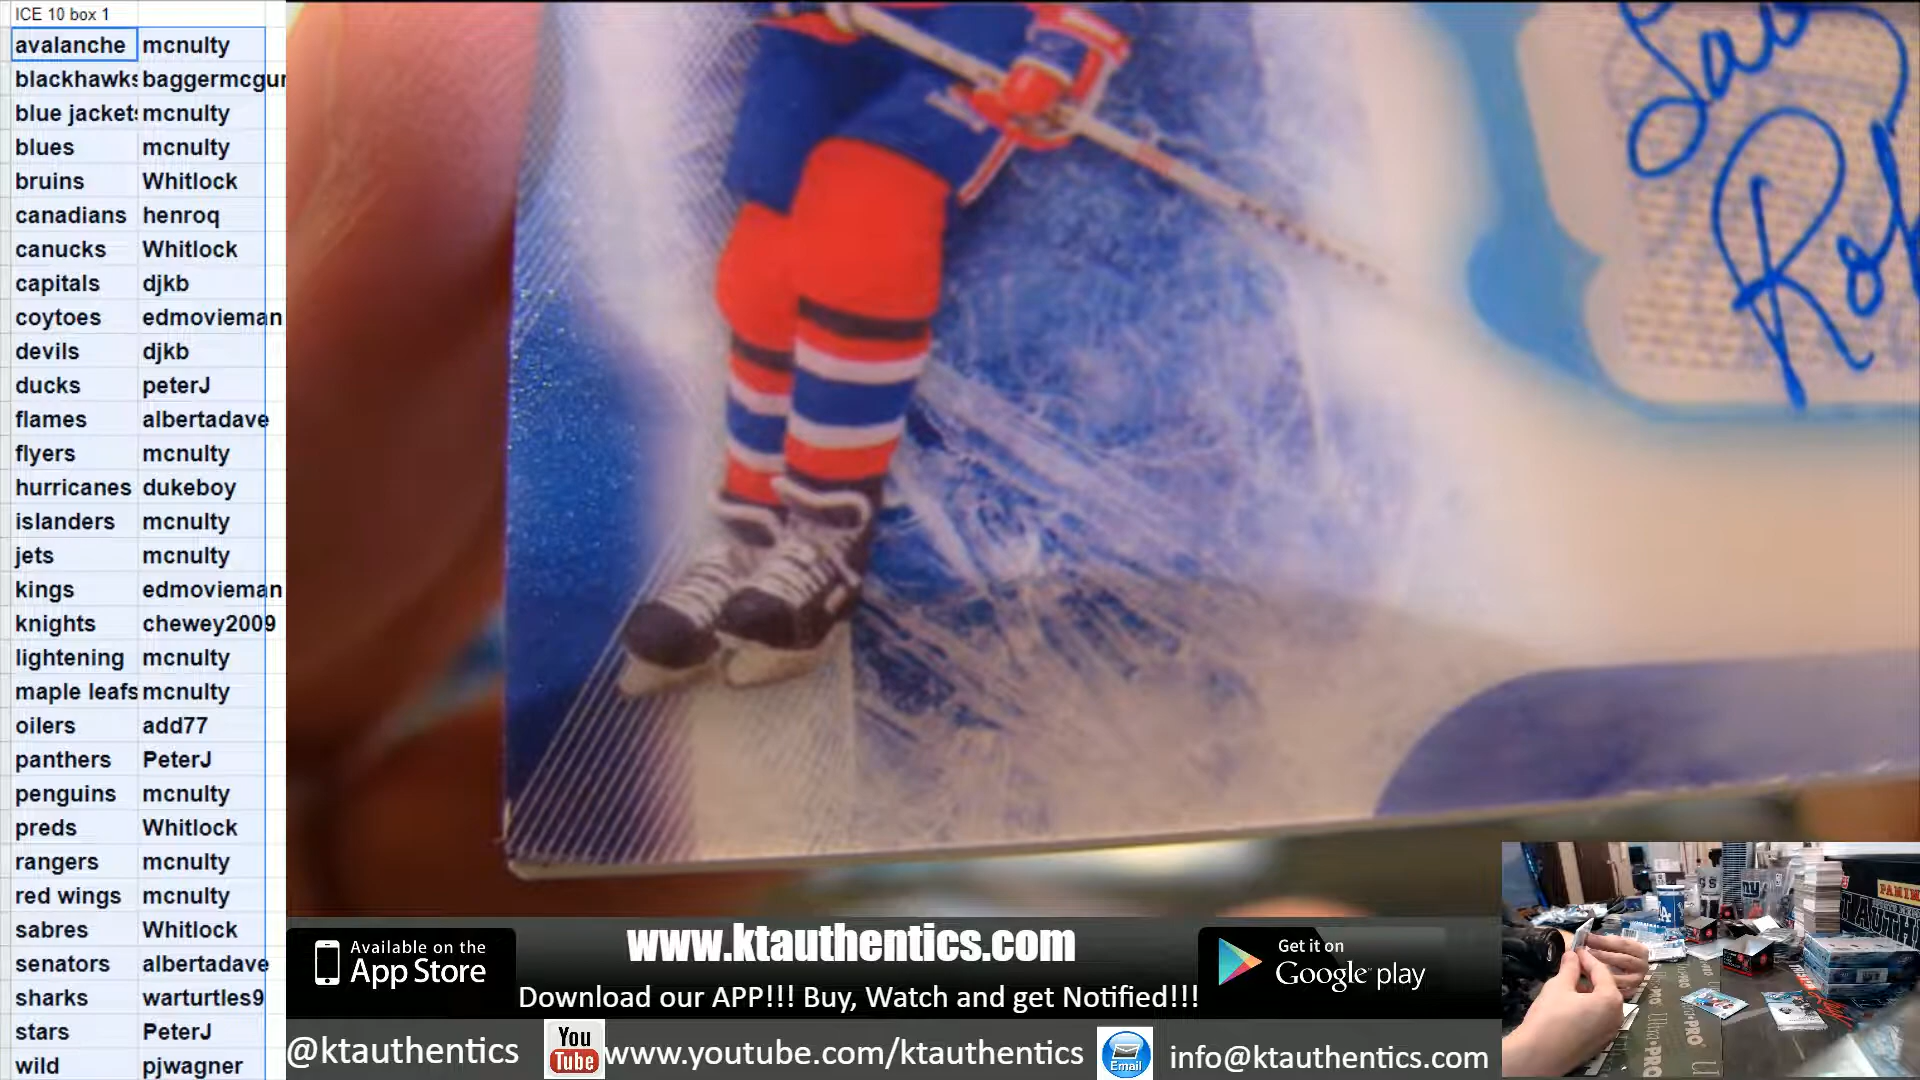 ICE 10 box 1
avalanche mcnulty
blackhawks baggermcgur
blue jackets mcnulty
blues mcnulty
bruins Whitlock
canadians henroq
canucks Whitlock
capitals djkb
coytoes edmovieman
devils djkb
ducks peterJ
flames albertadave
flyers mcnulty
hurricanes dukeboy
islanders mcnulty
jets mcnulty
kings edmovieman
knights chewey2009
lightening mcnulty
maple leafs mcnulty
oilers add77
panthers PeterJ
penguins mcnulty
preds Whitlock
rangers mcnulty
red wings mcnulty
sabres Whitlock
senators albertadave
sharks warturtles9
stars PeterJ
wild pjwagner
Available on the
App Store
www.ktauthentics.com
Get it on
Google play
Download our APP!!! Buy, Watch and get Notified!!!
@ktauthentics
You
Tube
www.youtube.com/ktauthentics
Email
info@ktauthentics.com